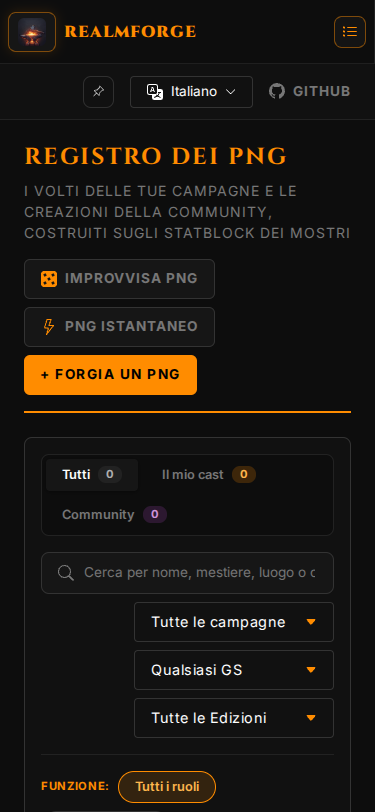 REALMFORGE
Italiano
GITHUB
REGISTRO DEI PNG
I VOLTI DELLE TUE CAMPAGNE E LE
CREAZIONI DELLA COMMUNITY,
COSTRUITI SUGLI STATBLOCK DEI MOSTRI
IMPROVVISA PNG
PNG ISTANTANEO
+ FORGIA UN PNG
Tutti 0
Il mio cast 0
Community 0
Cerca per nome, mestiere, luogo o c
Tutte le campagne
Qualsiasi GS
Tutte le Edizioni
FUNZIONE: Tutti i ruoli